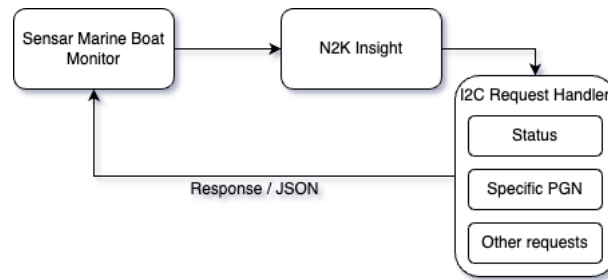 Sensar Marine Boat
Monitor
N2K Insight
I2C Request Handler
Status
Specific PGN
Other requests
Response / JSON